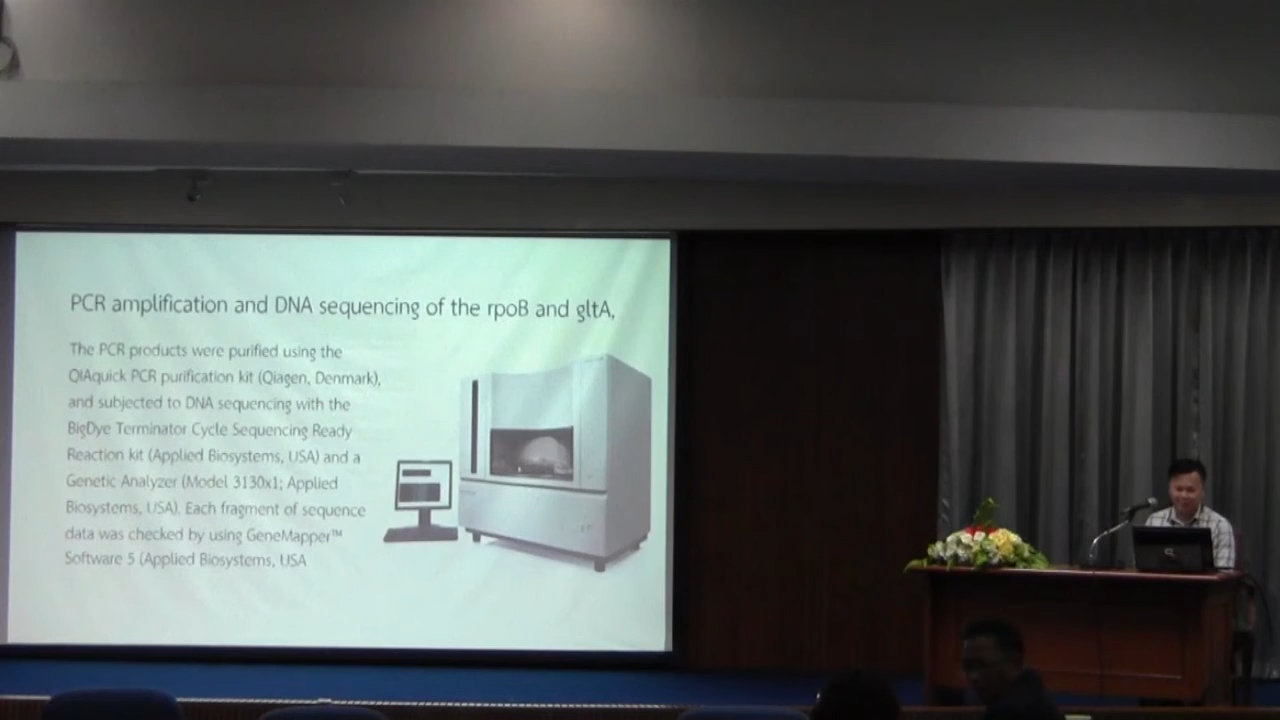 PCR amplification and DNA sequencing of the rpoB and gltA,
The PCR products were purified using the
QIAquick PCR purification kit (Qiagen, Denmark),
and subjected to DNA sequencing with the
BigDye Terminator Cycle Sequencing Ready
Reaction kit (Applied Biosystems, USA) and a
Genetic Analyzer (Model 3130x1; Applied
Biosystems, USA). Each fragment of sequence
data was checked by using GeneMapper™
Software 5 (Applied Biosystems, USA